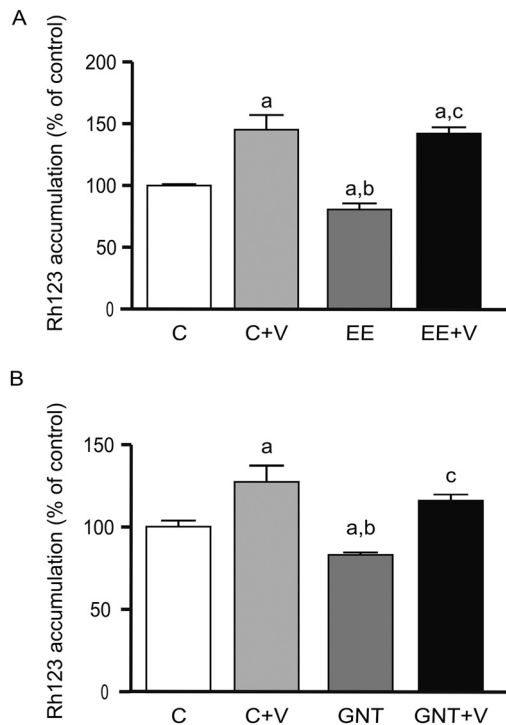 A
Rh123 accumulation (% of control)
200
150
100
50
0
a
a,b
a,c
C
C+V
EE
EE+V
B
Rh123 accumulation (% of control)
150
100
50
0
a
a,b
c
C
C+V
GNT
GNT+V